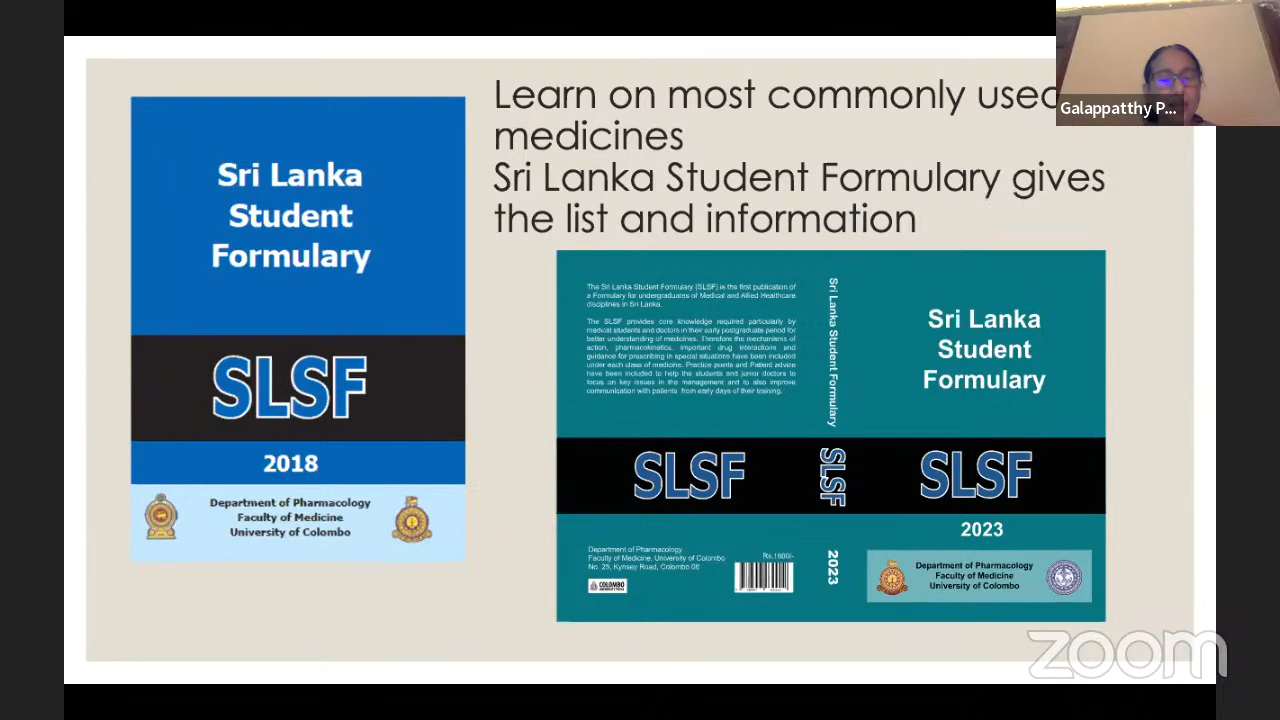 Learn on most commonly used
medicines
Sri Lanka Student Formulary gives
the list and information
Galappatthy P...
Sri Lanka
Student
Formulary
SLSF
2018
Department of Pharmacology
Faculty of Medicine
University of Colombo
The Sri Lanka Student Formulary (SLSF) is the first publication of
a Formulary for undergraduates of Medical and Allied Healthcare
disciplines in Sri Lanka.
The SLSF provides core knowledge required particularly by
medical students and doctors in their early postgraduate period for
better understanding of medicines. Therefore the mechanisms of
action, pharmacokinetics, important drug interactions and
guidance for prescribing in special situations have been included
under each class of medicine. Practice points and Patient advice
have been included to help the students and junior doctors to
focus on key issues in the management and to also improve
communication with patients from early days of their training.
SLSF
Department of Pharmacology
Faculty of Medicine, University of Colombo
No. 25, Kynsey Road, Colombo 08
COLOMBO
Rs.1800/-
Sri Lanka Student Formulary
SLSF
2023
Sri Lanka
Student
Formulary
SLSF
2023
Department of Pharmacology
Faculty of Medicine
University of Colombo
zoom